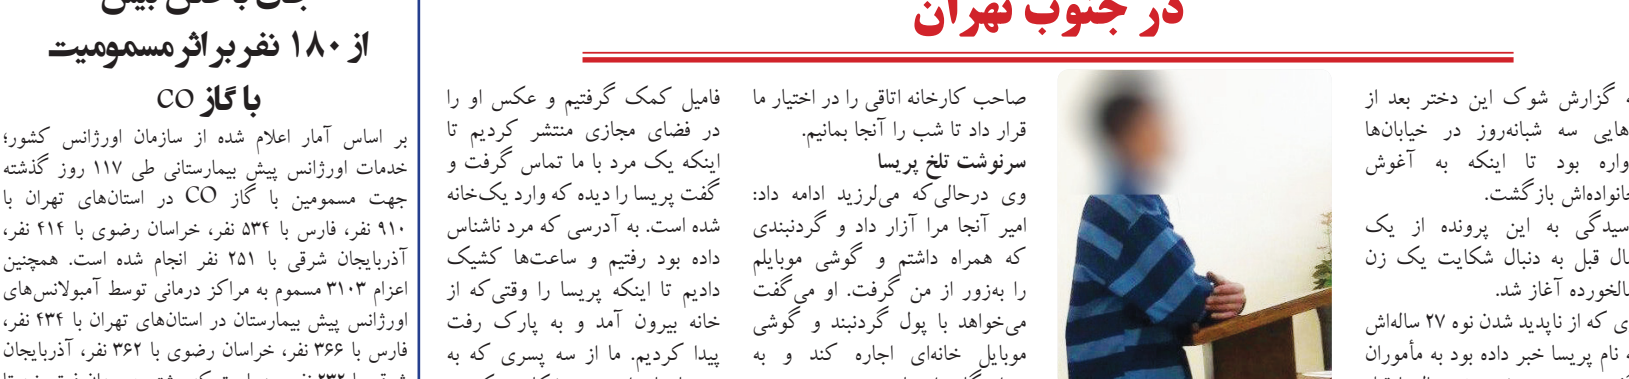 در جنوب تهران
گزارش شوک این دختر بعد از
سه شبانه‌روز در خیابان‌ها
بود تا اینکه به آغوش
بازگشت.
به این پرونده از یک
قبل به دنبال شکایت یک زن
آغاز شد.
که از ناپدید شدن نوه ۲۷ ساله‌اش
نام پریسا خبر داده بود به مأموران
صاحب کارخانه اتاقی را در اختیار ما
قرار داد تا شب را آنجا بمانیم.
سرنوشت تلخ پریسا
وی درحالی‌که می‌لرزید ادامه داد:
امیر آنجا مرا آزار داد و گردنبندی
که همراه داشتم و گوشی موبایلم
را به‌زور از من گرفت. او می‌گفت
می‌خواهد با پول گردنبند و گوشی
موبایل خانه‌ای اجاره کند و به
فامیل کمک گرفتیم و عکس او را
در فضای مجازی منتشر کردیم تا
اینکه یک مرد با ما تماس گرفت و
گفت پریسا را دیده که وارد یک‌خانه
شده است. به آدرسی که مرد ناشناس
داده بود رفتیم و ساعت‌ها کشیک
دادیم تا اینکه پریسا را وقتی‌که از
خانه بیرون آمد و به پارک رفت
پیدا کردیم. ما از سه پسری که به
از ۱۸۰ نفر بر اثر مسمومیت
با گاز CO
بر اساس آمار اعلام شده از سازمان اورژانس کشور؛
خدمات اورژانس پیش بیمارستانی طی ۱۱۷ روز گذشته
جهت مسمومین با گاز CO در استان‌های تهران با
۹۱۰ نفر، فارس با ۵۳۴ نفر، خراسان رضوی با ۴۱۴ نفر،
آذربایجان شرقی با ۲۵۱ نفر انجام شده است. همچنین
اعزام ۳۱۰۳ مسموم به مراکز درمانی توسط آمبولانس‌های
اورژانس پیش بیمارستان در استان‌های تهران با ۴۳۴ نفر،
فارس با ۳۶۶ نفر، خراسان رضوی با ۳۶۲ نفر، آذربایجان